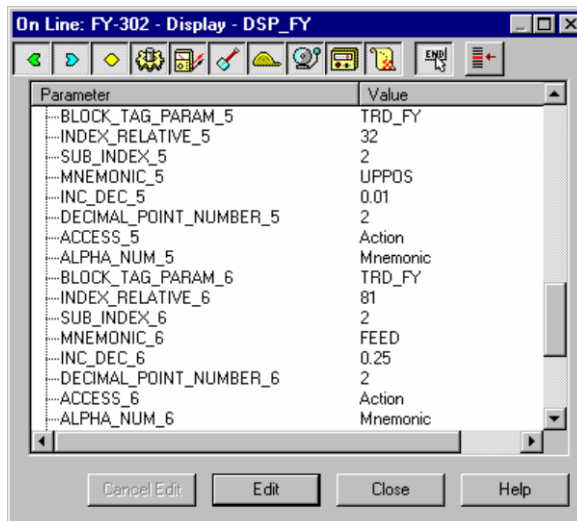 On Line: FY-302 - Display - DSP_FY
END
Parameter Value
BLOCK_TAG_PARAM_5 TRD_FY
INDEX_RELATIVE_5 32
SUB_INDEX_5 2
MNEMONIC_5 UPPOS
INC_DEC_5 0.01
DECIMAL_POINT_NUMBER_5 2
ACCESS_5 Action
ALPHA_NUM_5 Mnemonic
BLOCK_TAG_PARAM_6 TRD_FY
INDEX_RELATIVE_6 81
SUB_INDEX_6 2
MNEMONIC_6 FEED
INC_DEC_6 0.25
DECIMAL_POINT_NUMBER_6 2
ACCESS_6 Action
ALPHA_NUM_6 Mnemonic
Cancel Edit Edit Close Help